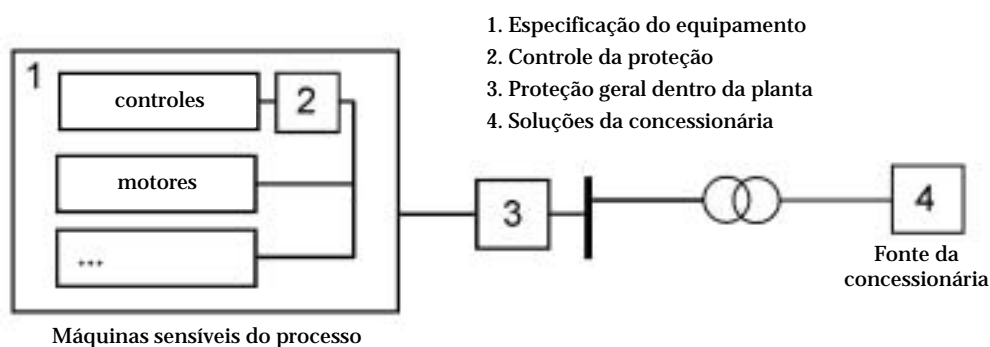 1. Especificação do equipamento
2. Controle da proteção
3. Proteção geral dentro da planta
4. Soluções da concessionária
1
controles
2
motores
...
3
4
Fonte da
concessionária
Máquinas sensíveis do processo